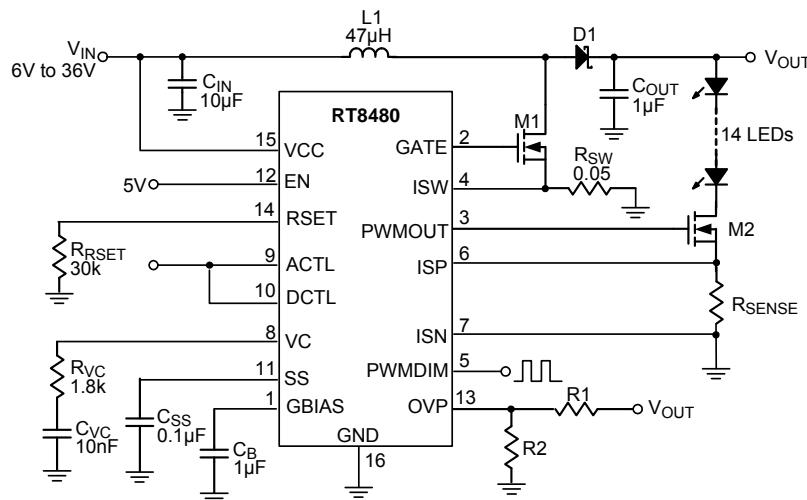 L1
47µH
D1
VIN
6V to 36V
VOUT
CIN
10µF
COUT
1µF
RT8480
M1
14 LEDs
15
VCC
GATE
2
RSW
0.05
5V
12
EN
ISW
4
14
RSET
PWMOUT
3
M2
RRSET
30k
9
ACTL
ISP
6
10
DCTL
RSENSE
8
VC
ISN
7
RVC
1.8k
11
SS
PWMDIM
5
1
GBIAS
OVP
13
R1
VOUT
CVC
10nF
CSS
0.1µF
CB
1µF
GND
16
R2